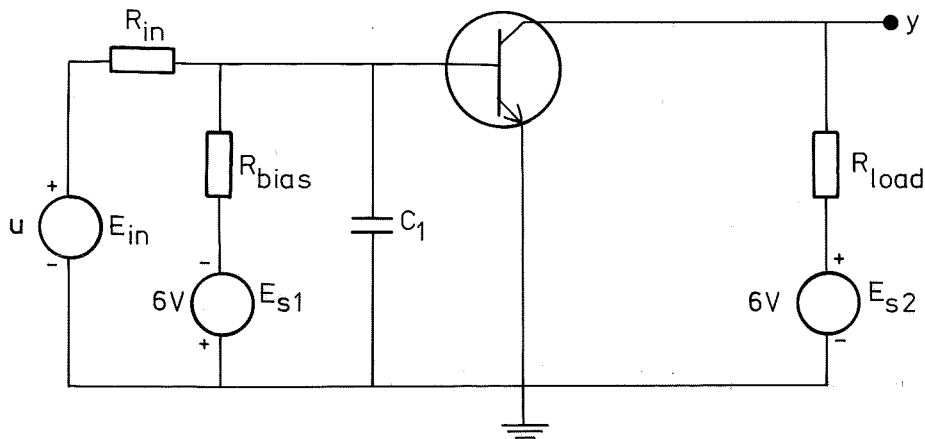 R_in
y
R_bias
R_load
+
u
E_in
-
C_1
-
6V
E_s1
+
+
6V
E_s2
-